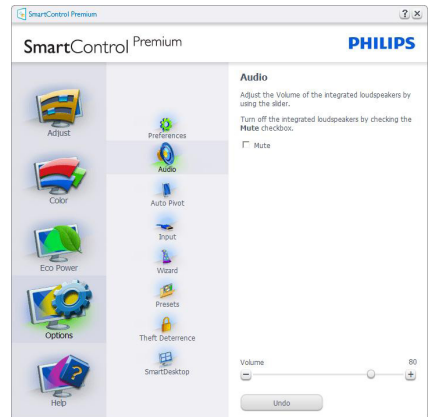 SmartControl Premium
SmartControl Premium
PHILIPS
Adjust
Color
Eco Power
Options
Help
Preferences
Audio
Auto Pivot
Input
Wizard
Presets
Theft Deterrence
SmartDesktop
Audio
Adjust the Volume of the integrated loudspeakers by
using the slider.
Turn off the integrated loudspeakers by checking the
Mute checkbox.
Mute
Volume 80
Undo